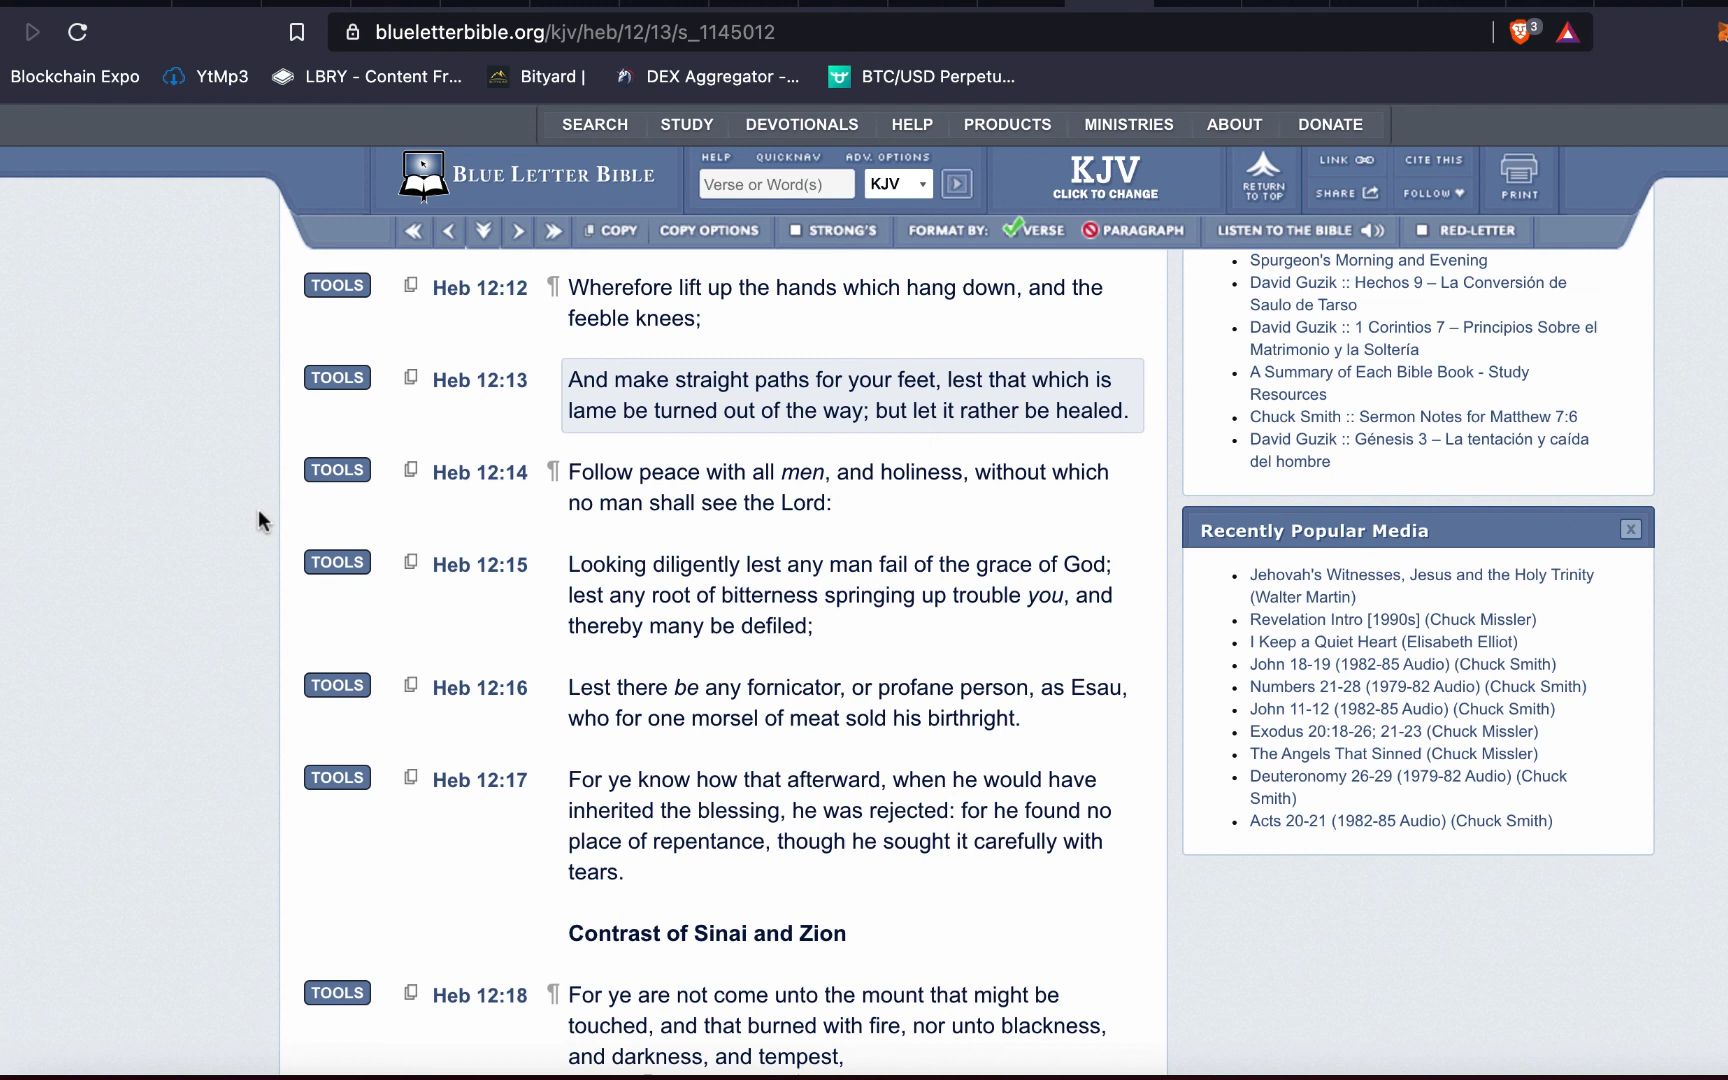 blueletterbible.org/kjv/heb/12/13/s_1145012
3
Blockchain Expo
YtMp3
LBRY - Content Fr...
Bityard |
DEX Aggregator -...
BTC/USD Perpetu...
SEARCH
STUDY
DEVOTIONALS
HELP
PRODUCTS
MINISTRIES
ABOUT
DONATE
BLUE LETTER BIBLE
HELP
QUICKNAV
ADV. OPTIONS
Verse or Word(s)
KJV
KJV
CLICK TO CHANGE
RETURN
TO TOP
LINK
CITE THIS
SHARE
FOLLOW
PRINT
COPY
COPY OPTIONS
STRONG'S
FORMAT BY:
VERSE
PARAGRAPH
LISTEN TO THE BIBLE
RED-LETTER
TOOLS
Heb 12:12
¶ Wherefore lift up the hands which hang down, and the
feeble knees;
TOOLS
Heb 12:13
And make straight paths for your feet, lest that which is
lame be turned out of the way; but let it rather be healed.
TOOLS
Heb 12:14
¶ Follow peace with all men, and holiness, without which
no man shall see the Lord:
TOOLS
Heb 12:15
Looking diligently lest any man fail of the grace of God;
lest any root of bitterness springing up trouble you, and
thereby many be defiled;
TOOLS
Heb 12:16
Lest there be any fornicator, or profane person, as Esau,
who for one morsel of meat sold his birthright.
TOOLS
Heb 12:17
For ye know how that afterward, when he would have
inherited the blessing, he was rejected: for he found no
place of repentance, though he sought it carefully with
tears.
Contrast of Sinai and Zion
TOOLS
Heb 12:18
¶ For ye are not come unto the mount that might be
touched, and that burned with fire, nor unto blackness,
and darkness, and tempest,
Spurgeon's Morning and Evening
David Guzik :: Hechos 9 – La Conversión de
Saulo de Tarso
David Guzik :: 1 Corintios 7 – Principios Sobre el
Matrimonio y la Soltería
A Summary of Each Bible Book - Study
Resources
Chuck Smith :: Sermon Notes for Matthew 7:6
David Guzik :: Génesis 3 – La tentación y caída
del hombre
Recently Popular Media
x
Jehovah's Witnesses, Jesus and the Holy Trinity
(Walter Martin)
Revelation Intro [1990s] (Chuck Missler)
I Keep a Quiet Heart (Elisabeth Elliot)
John 18-19 (1982-85 Audio) (Chuck Smith)
Numbers 21-28 (1979-82 Audio) (Chuck Smith)
John 11-12 (1982-85 Audio) (Chuck Smith)
Exodus 20:18-26; 21-23 (Chuck Missler)
The Angels That Sinned (Chuck Missler)
Deuteronomy 26-29 (1979-82 Audio) (Chuck
Smith)
Acts 20-21 (1982-85 Audio) (Chuck Smith)